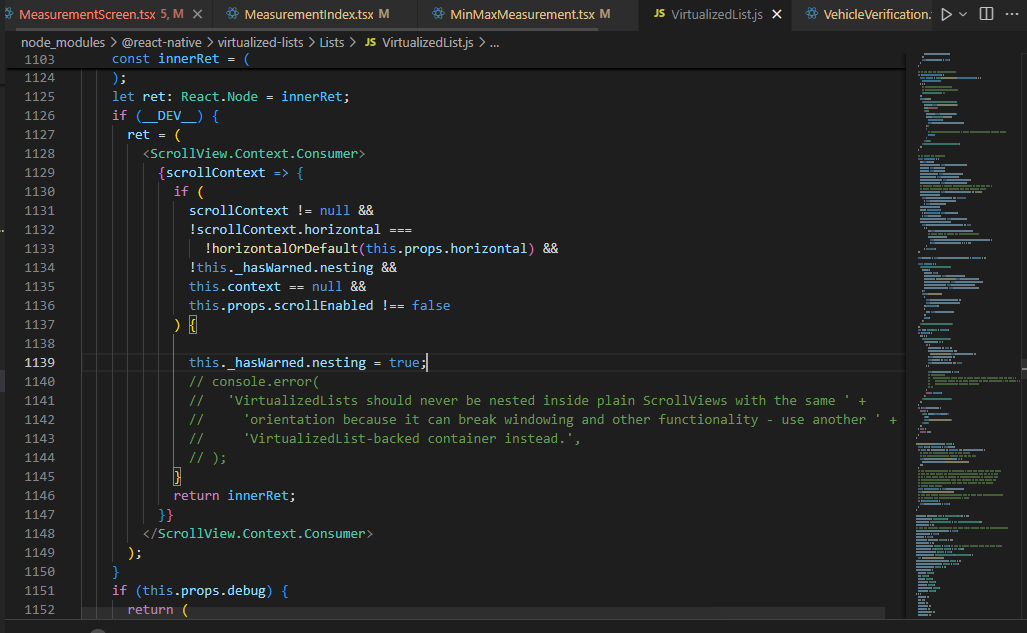 MeasurementScreen.tsx 5, M
MeasurementIndex.tsx M
MinMaxMeasurement.tsx M
JS VirtualizedList.js
VehicleVerification.
node_modules > @react-native > virtualized-lists > Lists > JS VirtualizedList.js > ...
1103 const innerRet = (
1124 );
1125 let ret: React.Node = innerRet;
1126 if (__DEV__) {
1127 ret = (
1128 <ScrollView.Context.Consumer>
1129 {scrollContext => {
1130 if (
1131 scrollContext != null &&
1132 !scrollContext.horizontal ===
1133 !horizontalOrDefault(this.props.horizontal) &&
1134 !this._hasWarned.nesting &&
1135 this.context == null &&
1136 this.props.scrollEnabled !== false
1137 ) {
1138
1139 this._hasWarned.nesting = true;
1140 // console.error(
1141 // 'VirtualizedLists should never be nested inside plain ScrollViews with the same ' +
1142 // 'orientation because it can break windowing and other functionality - use another ' +
1143 // 'VirtualizedList-backed container instead.',
1144 // );
1145 }
1146 return innerRet;
1147 }}
1148 </ScrollView.Context.Consumer>
1149 );
1150 }
1151 if (this.props.debug) {
1152 return (